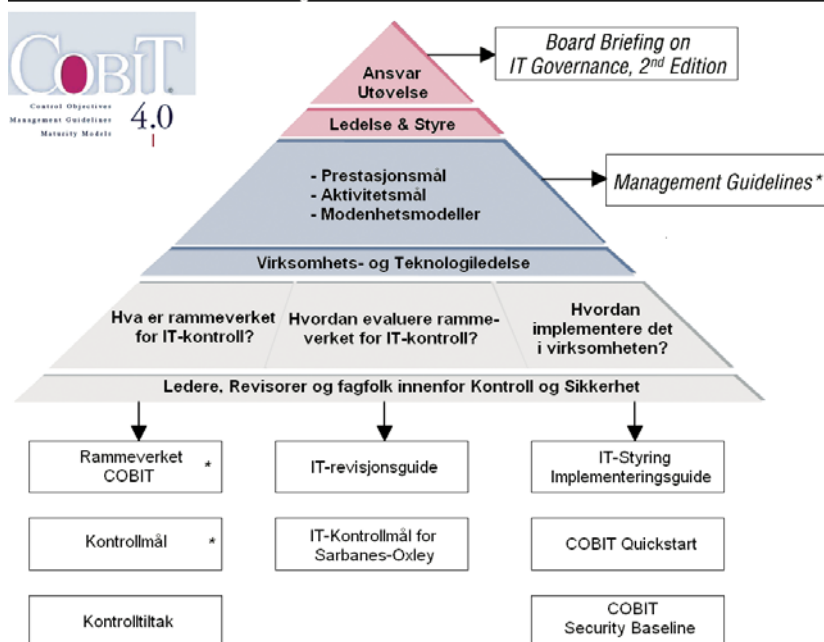 COBIT
Control Objectives
Management Guidelines
Maturity Models
4.0
Ansvar
Utøvelse
Board Briefing on
IT Governance, 2nd Edition
Ledelse & Styre
- Prestasjonsmål
- Aktivitetsmål
- Modenhetsmodeller
Management Guidelines*
Virksomhets- og Teknologiledelse
Hva er rammeverket
for IT-kontroll?
Hvordan evaluere ramme-
verket for IT-kontroll?
Hvordan
implementere det
i virksomheten?
Ledere, Revisorer og fagfolk innenfor Kontroll og Sikkerhet
Rammeverket *
COBIT
IT-revisjonsguide
IT-Styring
Implementeringsguide
Kontrollmål *
IT-Kontrollmål for
Sarbanes-Oxley
COBIT Quickstart
Kontrolltiltak
COBIT
Security Baseline